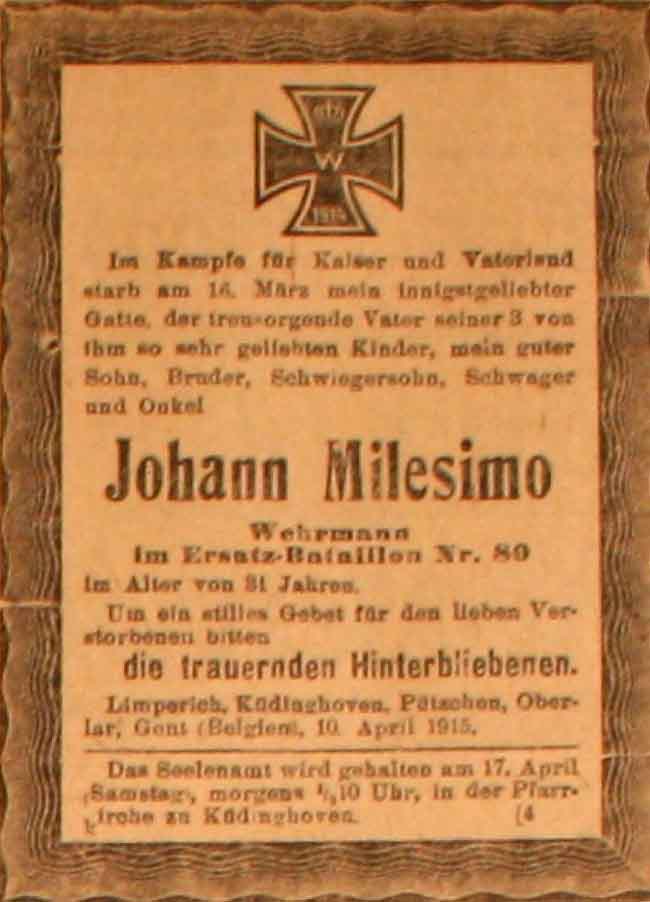 W
1914
Im Kampfe für Kaiser und Vaterland
starb am 16. März mein innigstgeliebter
Gatte, der treusorgende Vater seiner 3 von
ihm so sehr geliebten Kinder, mein guter
Sohn, Bruder, Schwiegersohn, Schwager
und Onkel
Johann Milesimo
Wehrmann
im Ersatz-Bataillon Nr. 80
im Alter von 31 Jahren.
Um ein stilles Gebet für den lieben Ver-
storbenen bitten
die trauernden Hinterbliebenen.
Limperich, Küdinghoven, Pützchen, Ober-
lar, Gent (Belgien), 10. April 1915.
Das Seelenamt wird gehalten am 17. April
(Samstag), morgens ½10 Uhr, in der Pfarr-
kirche zu Küdinghoven. (4